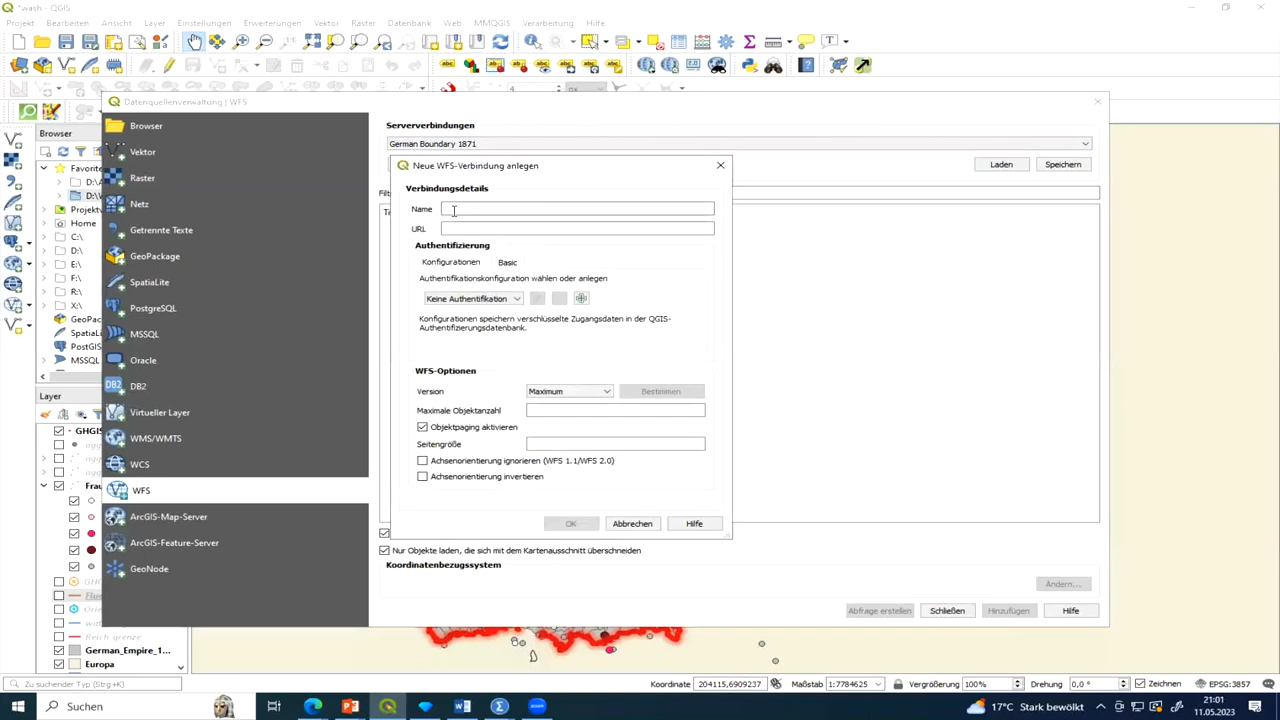 *wash - QGIS
Projekt Bearbeiten Ansicht Layer Einstellungen Erweiterungen Vektor Raster Datenbank Web MMQGIS Verarbeitung Hilfe
Datenquellenverwaltung | WFS
Browser
Favorite
Projekt
Home
C:\
D:\
E:\
F:\
R:\
X:\
GeoPac
SpatiaLi
PostGIS
MSSQL
Layer
GHGIS
Frau
German_Empire_1...
Europa
Browser
Vektor
Raster
Netz
Getrennte Texte
GeoPackage
SpatiaLite
PostgreSQL
MSSQL
Oracle
DB2
Virtueller Layer
WMS/WMTS
WCS
WFS
ArcGIS-Map-Server
ArcGIS-Feature-Server
GeoNode
Serververbindungen
German Boundary 1871
Laden Speichern
Neue WFS-Verbindung anlegen
Verbindungsdetails
Name
URL
Authentifizierung
Konfigurationen Basic
Authentifikationskonfiguration wählen oder anlegen
Keine Authentifikation
Konfigurationen speichern verschlüsselte Zugangsdaten in der QGIS-
Authentifizierungsdatenbank.
WFS-Optionen
Version Maximum Bestimmen
Maximale Objektanzahl
Objektpaging aktivieren
Seitengröße
Achsenorientierung ignorieren (WFS 1.1/WFS 2.0)
Achsenorientierung invertieren
OK Abbrechen Hilfe
Nur Objekte laden, die sich mit dem Kartenausschnitt überschneiden
Koordinatenbezugssystem
Ändern...
Abfrage erstellen Schließen Hinzufügen Hilfe
Zu suchender Typ (Strg+K)
Koordinate 204115,6909237 Maßstab 1:7784625 Vergrößerung 100% Drehung 0,0 ° Zeichnen EPSG:3857
Suchen
17°C Stark bewölkt
21:01
11.05.2023